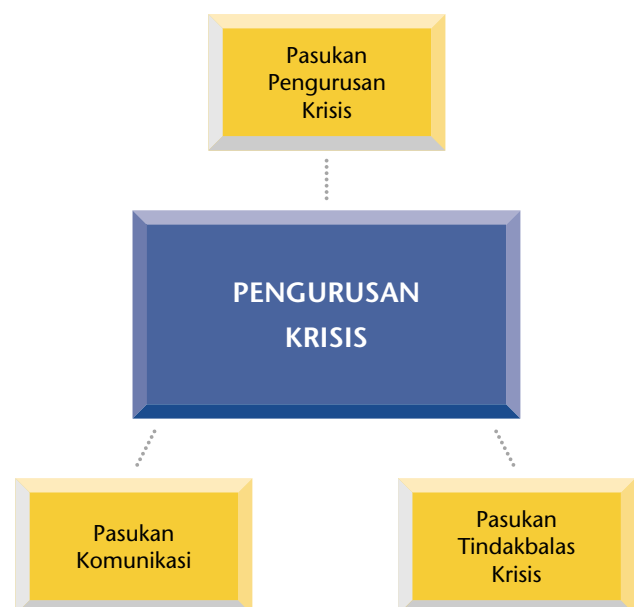 Pasukan
Pengurusan
Krisis
PENGURUSAN
KRISIS
Pasukan
Komunikasi
Pasukan
Tindakbalas
Krisis